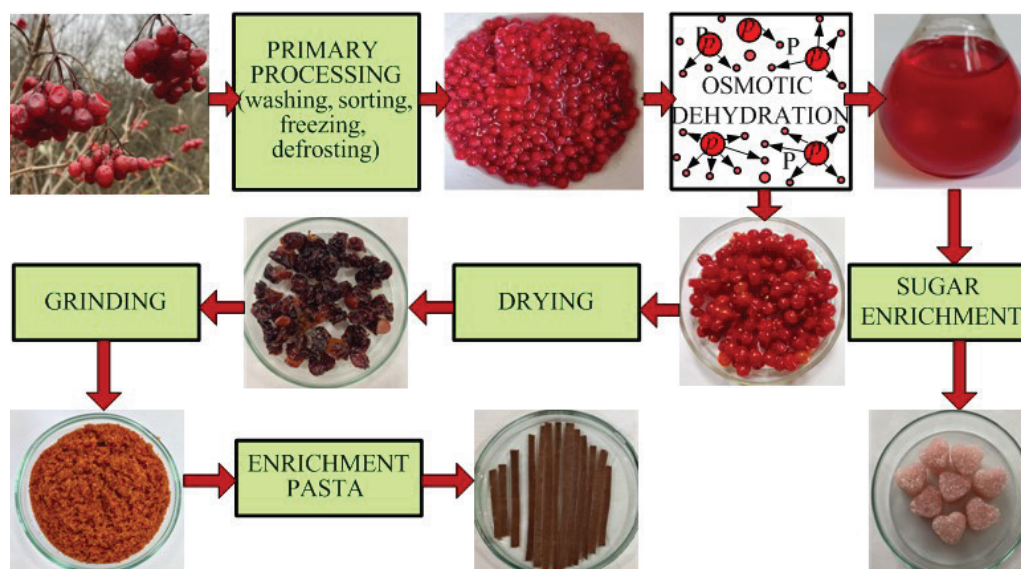 PRIMARY
PROCESSING
(washing, sorting,
freezing,
defrosting)
p
P
p
p
OSMOTIC
DEHYDRATION
p
P
p
GRINDING
DRYING
SUGAR
ENRICHMENT
ENRICHMENT
PASTA